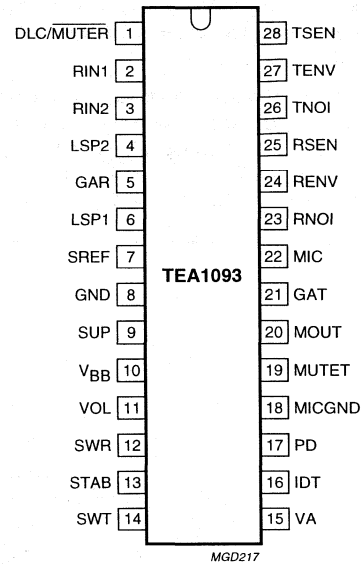 DLC/MUTER 1 28 TSEN
RIN1 2 27 TENV
RIN2 3 26 TNOI
LSP2 4 25 RSEN
GAR 5 24 RENV
LSP1 6 23 RNOI
SREF 7 22 MIC
TEA1093
GND 8 21 GAT
SUP 9 20 MOUT
VBB 10 19 MUTET
VOL 11 18 MICGND
SWR 12 17 PD
STAB 13 16 IDT
SWT 14 15 VA
MGD217